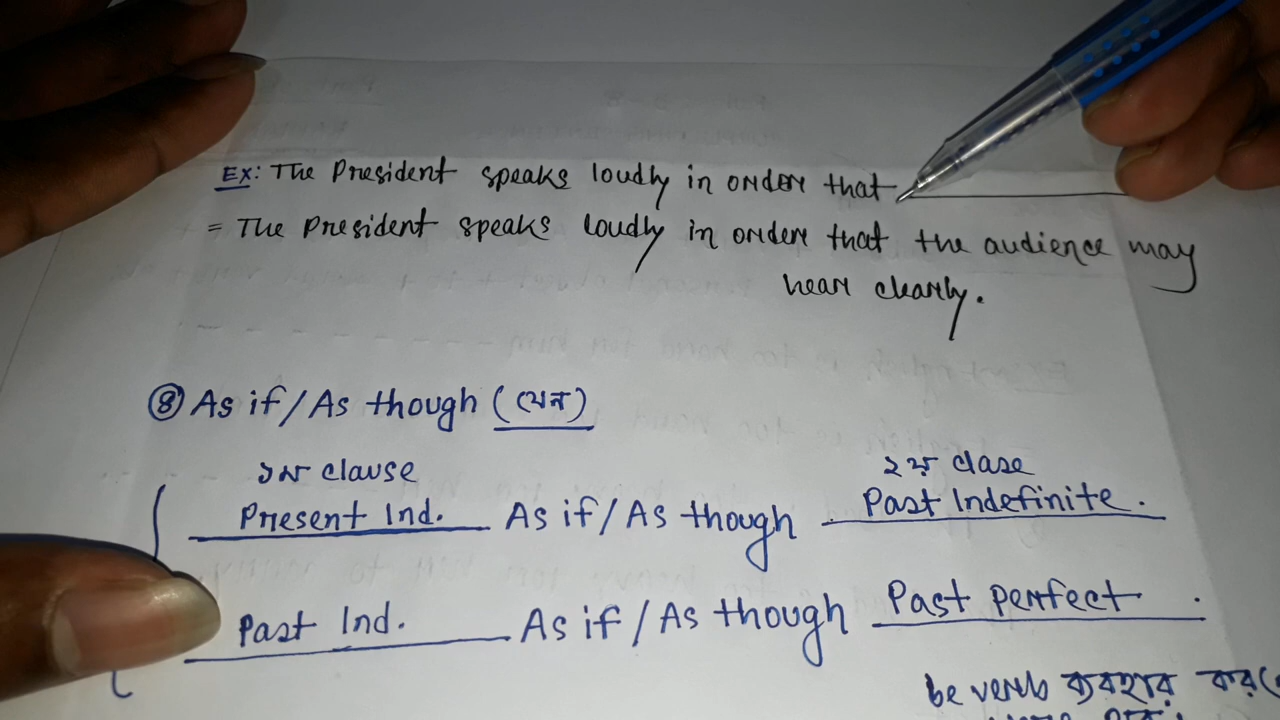 Ex: The President speaks loudly in order that
= The President speaks loudly in order that the audience may
hear clearly.
⑧ As if/As though (যেন)
১ম clause
২য় clase
Present Ind. As if/As though Past Indefinite.
Past Ind. As if/As though Past perfect.
be verb ব্যবহার